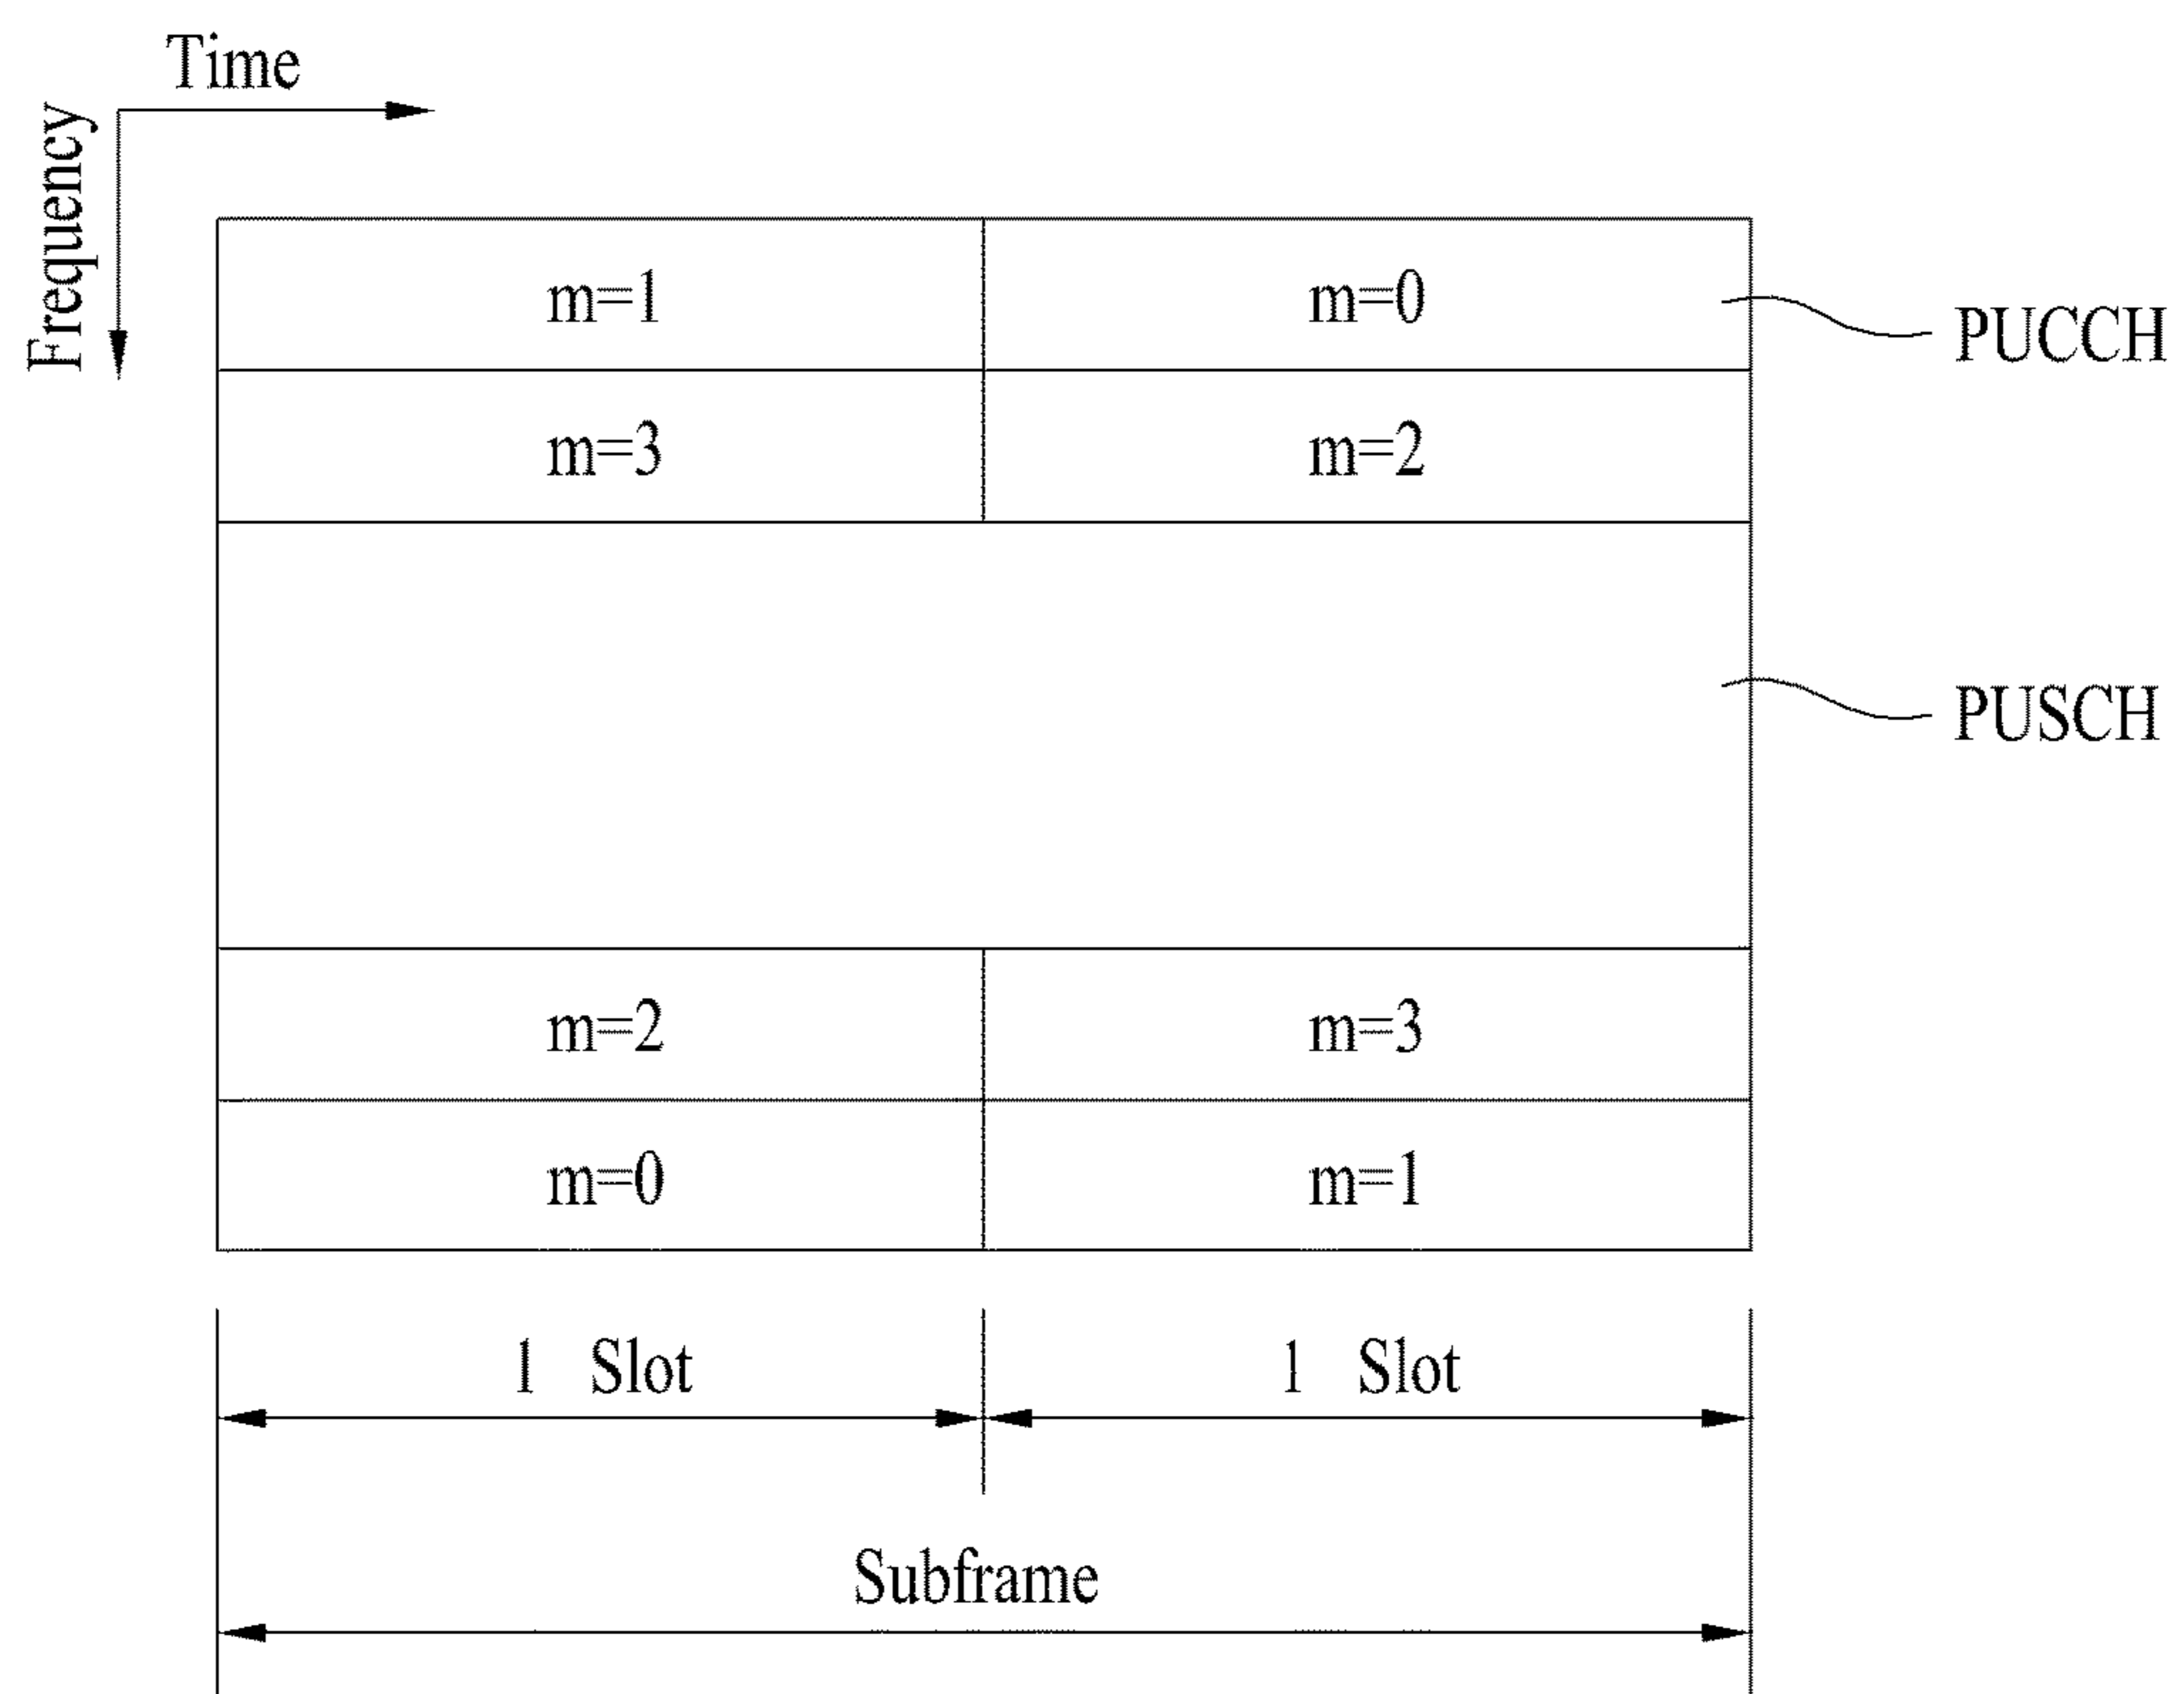 Time
Frequency
m=1 m=0
PUCCH
m=3 m=2
PUSCH
m=2 m=3
m=0 m=1
1 Slot 1 Slot
Subframe